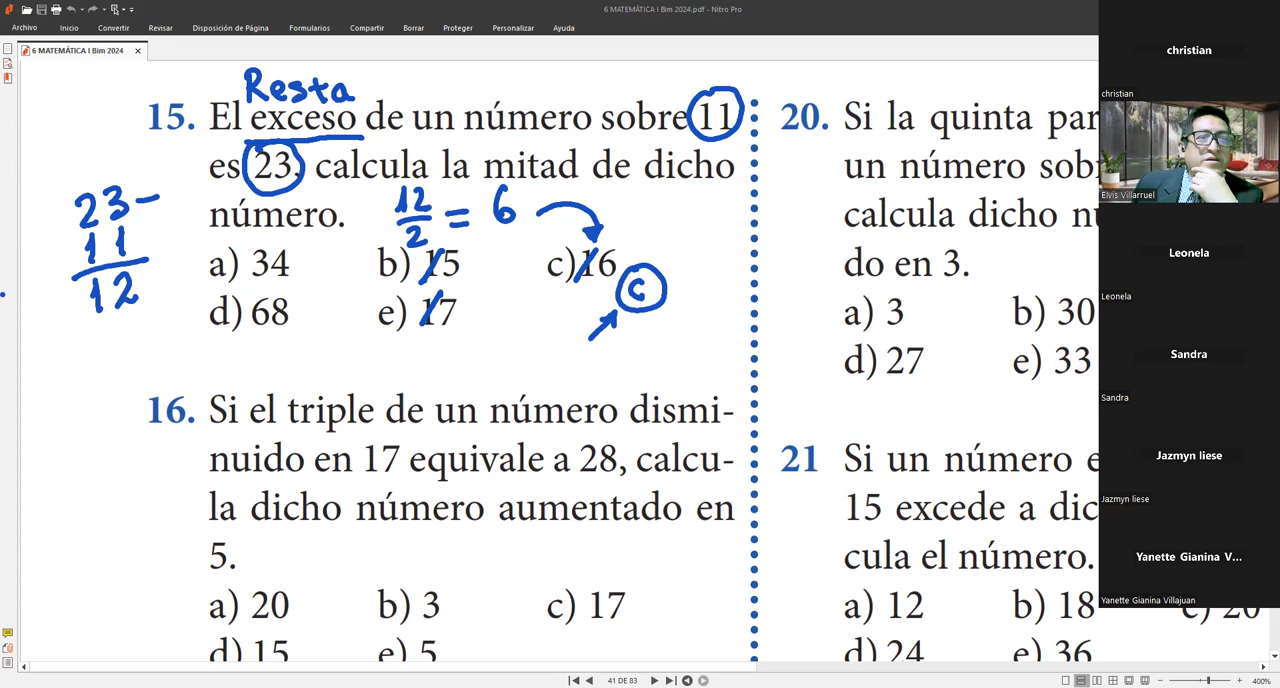 6 MATEMÁTICA I Bim 2024.pdf - Nitro Pro
Archivo Inicio Convertir Revisar Disposición de Página Formularios Compartir Borrar Proteger Personalizar Ayuda
6 MATEMÁTICA I Bim 2024
Resta
15. El exceso de un número sobre 11
es 23, calcula la mitad de dicho
número.
12/2 = 6
23 -
11
12
a) 34 b) 15 c) 16
d) 68 e) 17
C
16. Si el triple de un número dismi-
nuido en 17 equivale a 28, calcu-
la dicho número aumentado en
5.
a) 20 b) 3 c) 17
d) 15 e) 5
20. Si la quinta par
un número sob
calcula dicho n
do en 3.
a) 3 b) 30
d) 27 e) 33
21 Si un número e
15 excede a dic
cula el número.
a) 12 b) 18 c) 20
d) 24 e) 36
christian
christian
Elvis Villarruel
Leonela
Leonela
Sandra
Sandra
Jazmyn liese
Jazmyn liese
Yanette Gianina V...
Yanette Gianina Villajuan
41 DE 83
400%